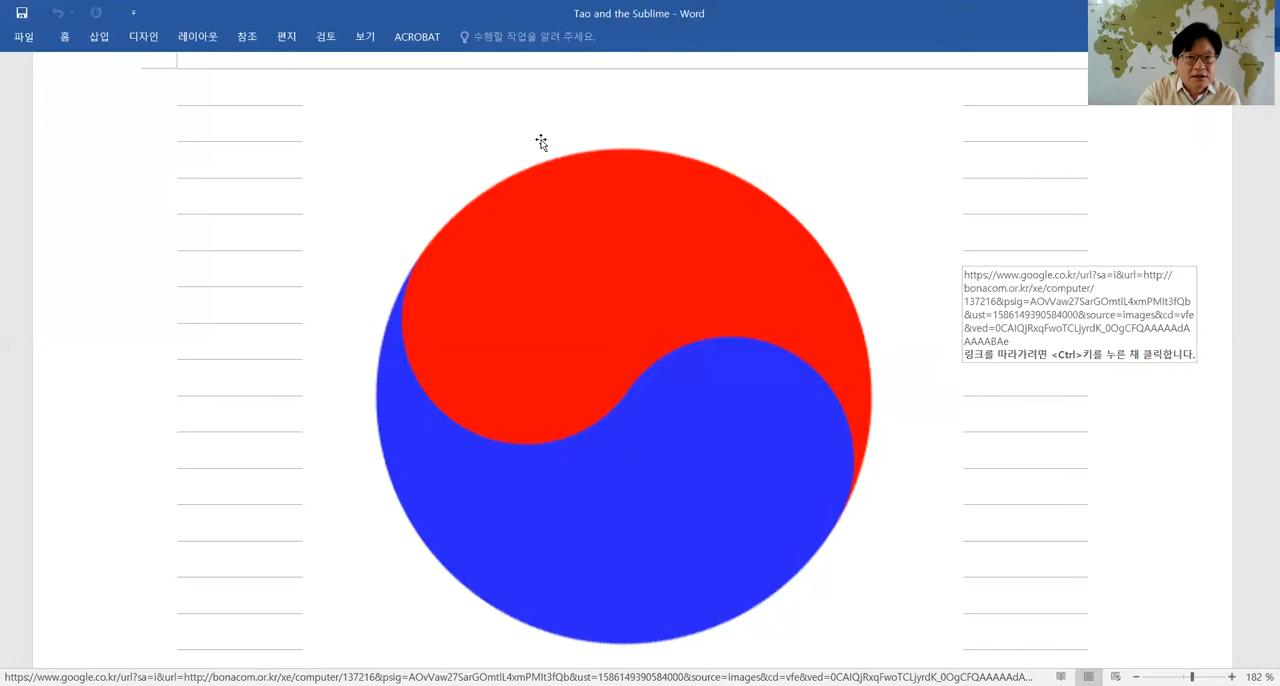 Tao and the Sublime - Word
파일 홈 삽입 디자인 레이아웃 참조 편지 검토 보기 ACROBAT 수행할 작업을 알려 주세요.
https://www.google.co.kr/url?sa=i&url=http://
bonacom.or.kr/xe/computer/
137216&psig=AOvVaw27SarGOmtlL4xmPMIt3fQb
&ust=1586149390584000&source=images&cd=vfe
&ved=0CAIQjRxqFwoTCLjyrdK_0OgCFQAAAAAdA
AAAABAe
링크를 따라가려면 <Ctrl>키를 누른 채 클릭합니다.
https://www.google.co.kr/url?sa=i&url=http://bonacom.or.kr/xe/computer/137216&psig=AOvVaw27SarGOmtlL4xmPMIt3fQb&ust=1586149390584000&source=images&cd=vfe&ved=0CAIQjRxqFwoTCLjyrdK_0OgCFQAAAAAdA... 182 %